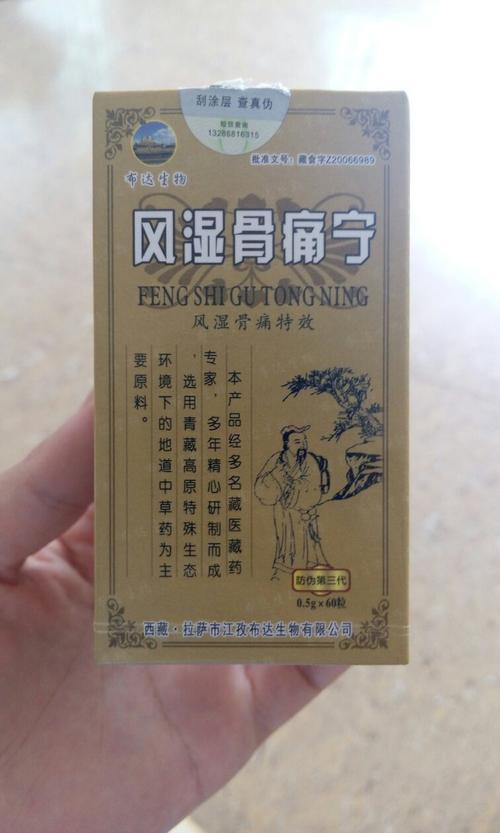 刮涂层 查真伪
短信查询
13286816315
批准文号：藏食字Z20066989
布达生物
风湿骨痛宁
FENG SHI GU TONG NING
风湿骨痛特效
本产品经多名藏医藏药
专家，多年精心研制而成
，选用青藏高原特殊生态
环境下的地道中草药为主
要原料。
防伪第三代
0.5g×60粒
西藏·拉萨市江孜布达生物有限公司